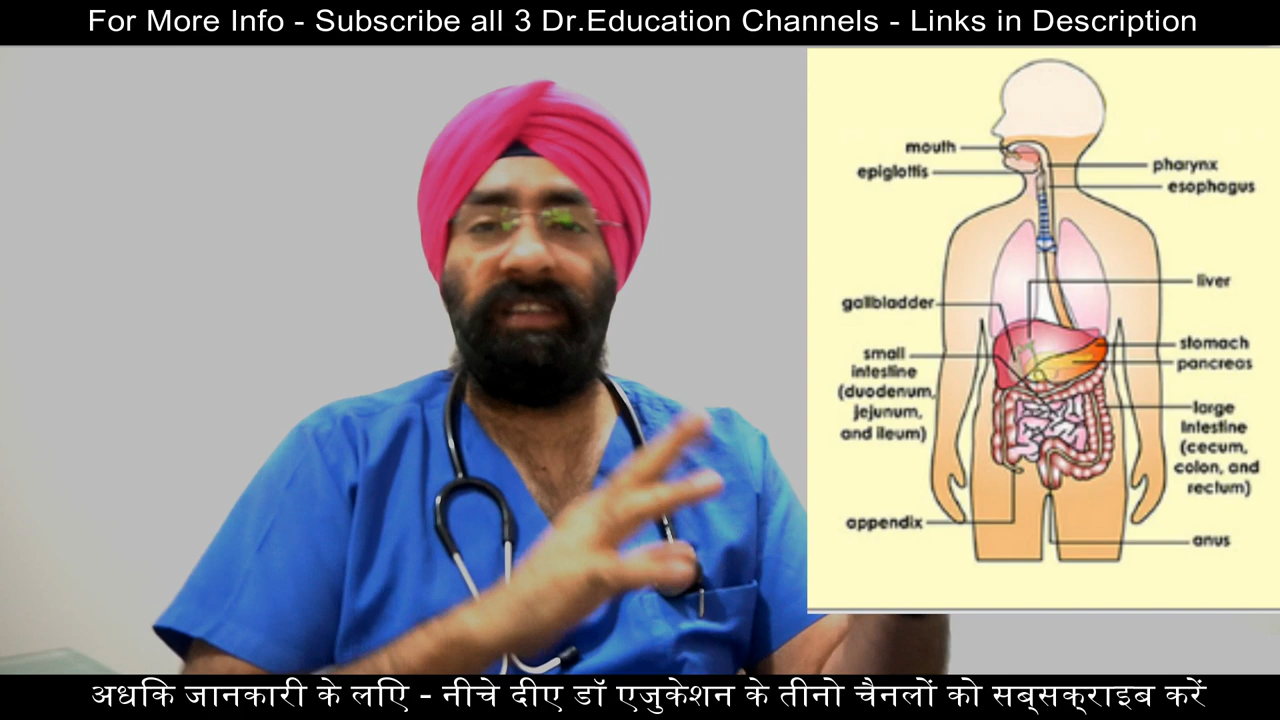 For More Info - Subscribe all 3 Dr.Education Channels - Links in Description
mouth
epiglottis
pharynx
esophagus
liver
gallbladder
small
intestine
(duodenum,
jejunum,
and ileum)
stomach
pancreas
large
Intestine
(cecum,
colon, and
rectum)
appendix
anus
अधकि जानकारी के लएि - नीचे दीए डॉ एजुकेशन के तीनो चैनलों को सब्सक्राइब करें